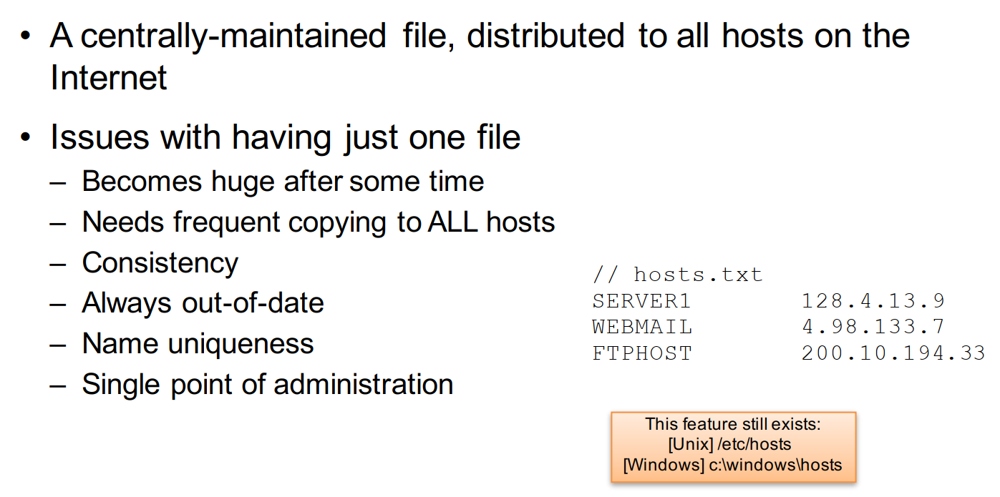 • A centrally-maintained file, distributed to all hosts on the
Internet
• Issues with having just one file
– Becomes huge after some time
– Needs frequent copying to ALL hosts
– Consistency
– Always out-of-date
– Name uniqueness
– Single point of administration
// hosts.txt
SERVER1 128.4.13.9
WEBMAIL 4.98.133.7
FTPHOST 200.10.194.33
This feature still exists:
[Unix] /etc/hosts
[Windows] c:\windows\hosts